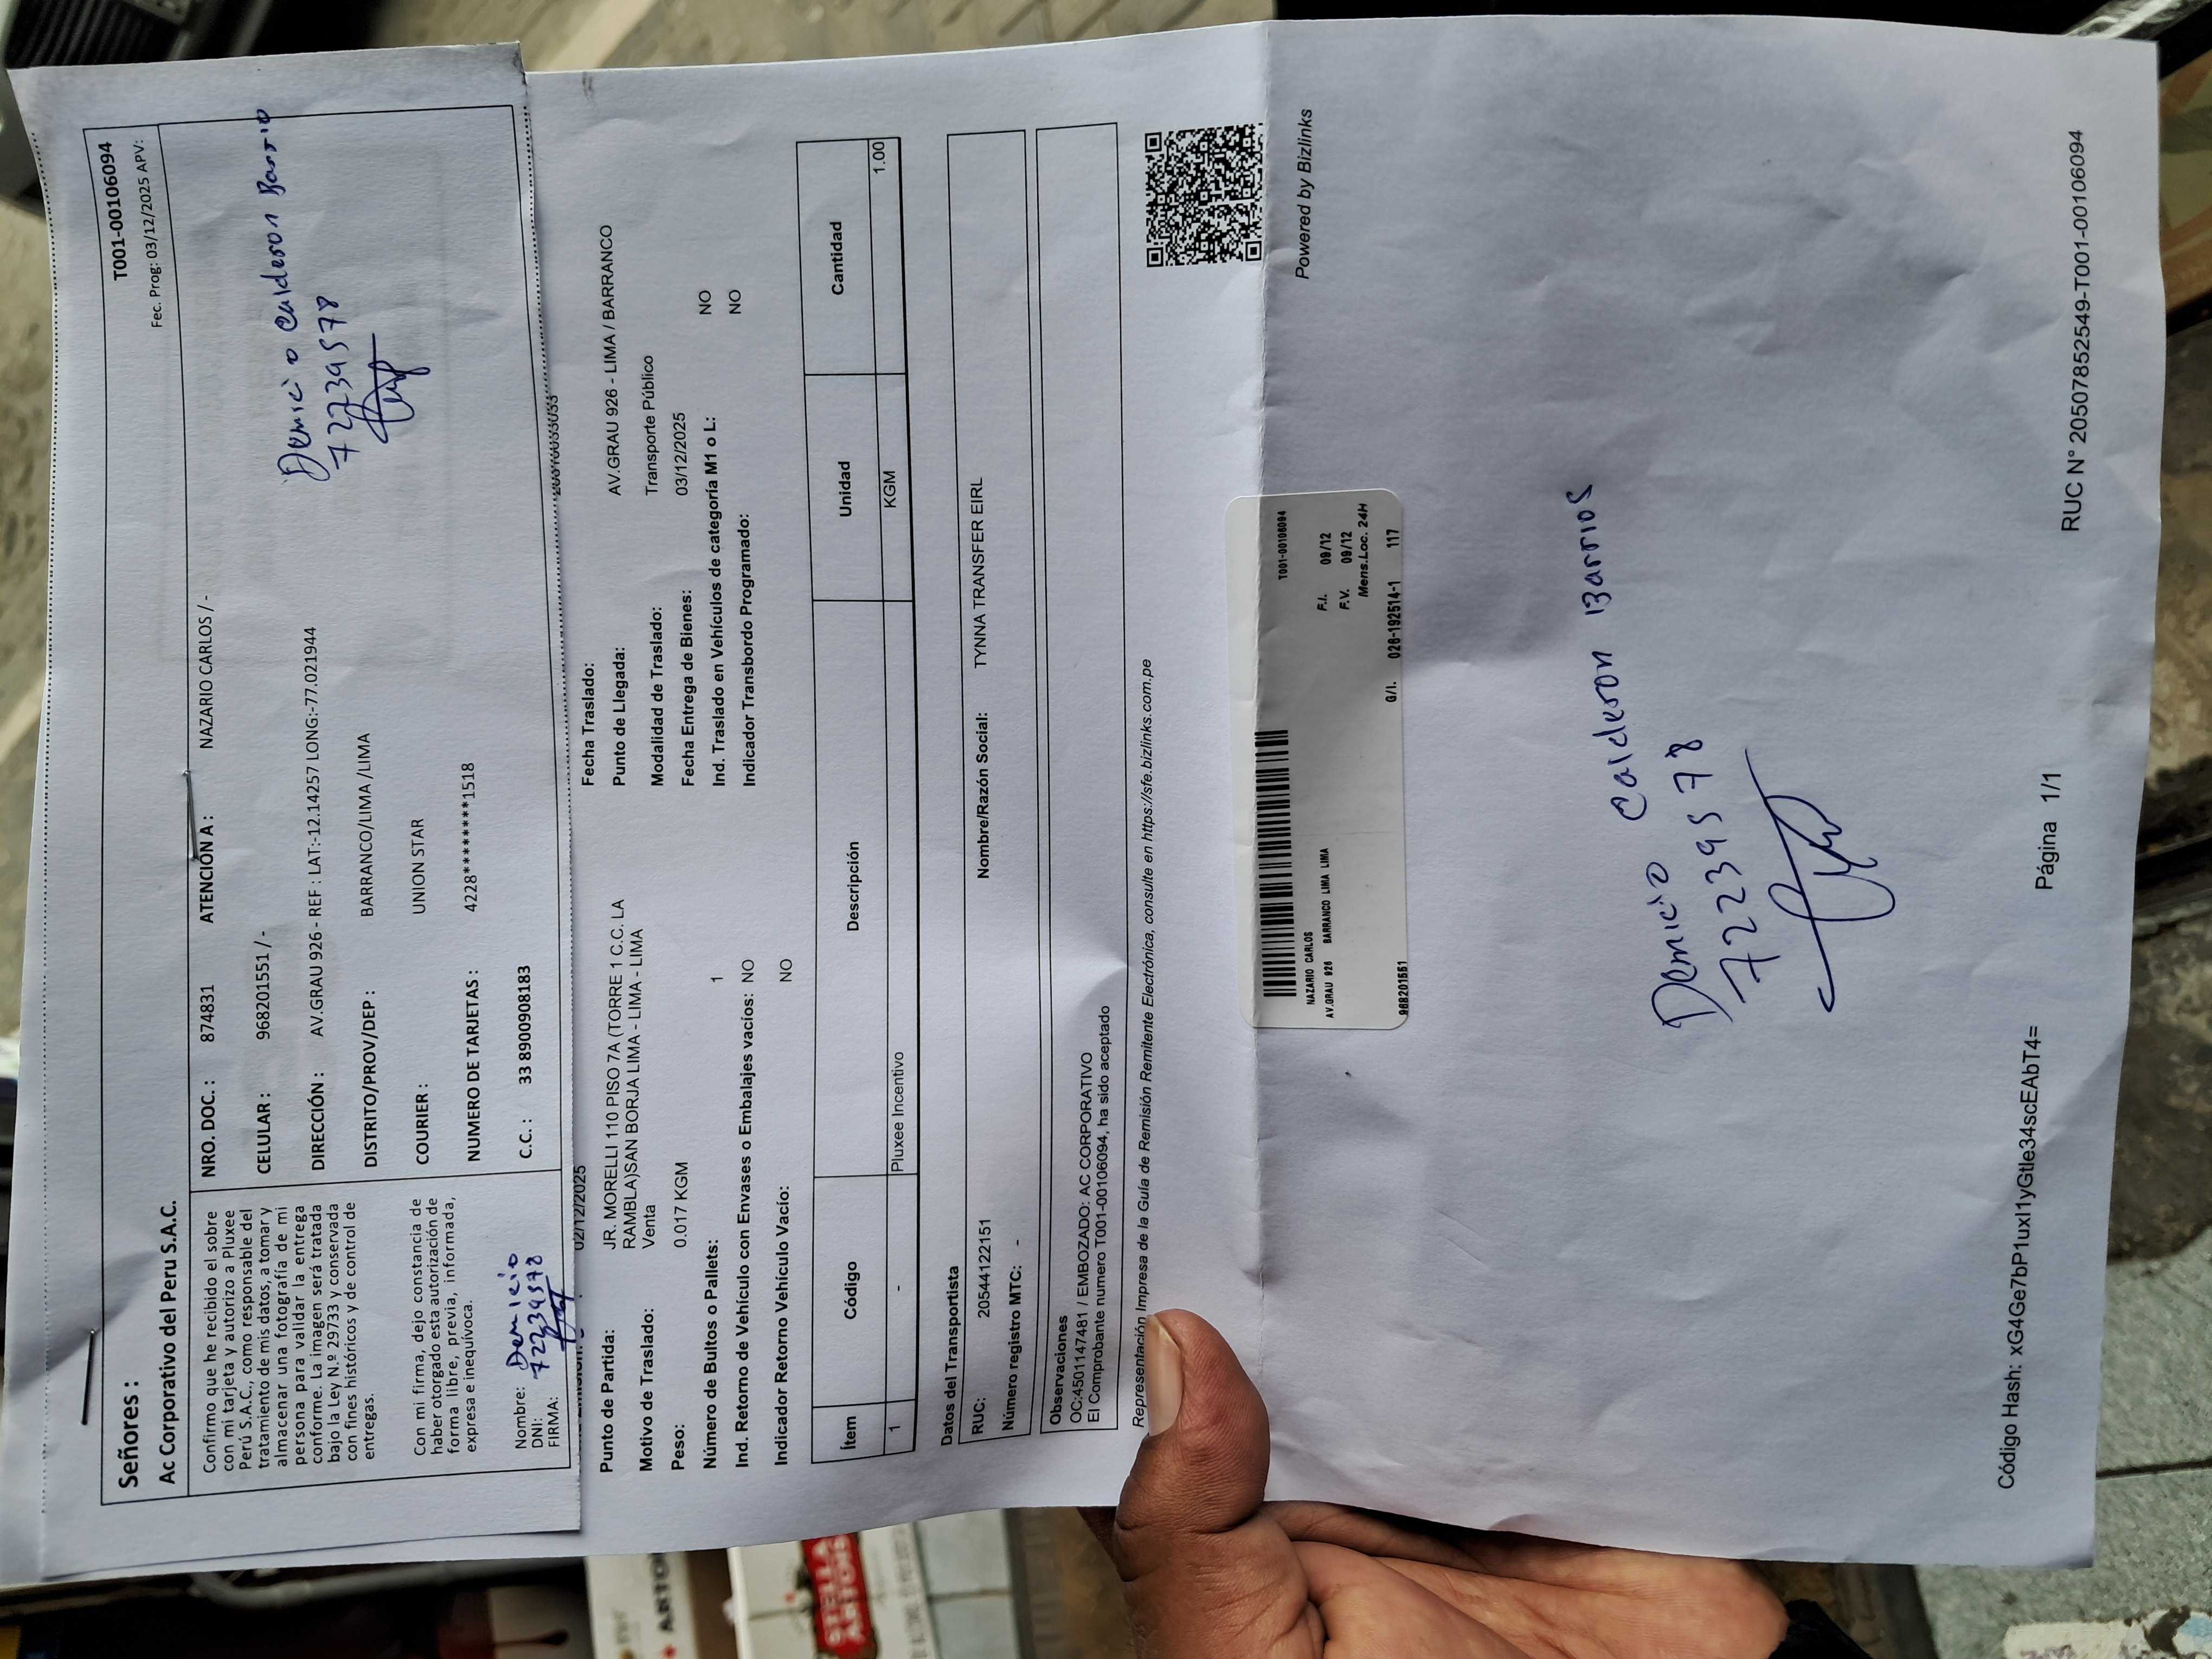 T001-00106094
Señores :
Fec. Prog: 03/12/2025 APV:
Ac Corporativo del Peru S.A.C.
Confirmo que he recibido el sobre
con mi tarjeta y autorizo a Pluxee
Perú S.A.C., como responsable del
tratamiento de mis datos, a tomar y
almacenar una fotografía de mi
persona para validar la entrega
conforme. La imagen será tratada
bajo la Ley N.º 29733 y conservada
con fines históricos y de control de
entregas.
Con mi firma, dejo constancia de
haber otorgado esta autorización de
forma libre, previa, informada,
expresa e inequívoca.
Nombre: Demicio
DNI: 72239578
FIRMA:
NRO. DOC. : 874831 ATENCIÓN A : NAZARIO CARLOS / -
CELULAR : 968201551 / -
DIRECCIÓN : AV.GRAU 926 - REF : LAT:-12.14257 LONG:-77.021944
DISTRITO/PROV/DEP : BARRANCO/LIMA /LIMA
COURIER : UNION STAR
NUMERO DE TARJETAS : 4228********1518
C.C. : 33 8900908183
Demicio Calderon Barrio
72239578
02/12/2025
Fecha Traslado:
Punto de Partida: JR. MORELLI 110 PISO 7A (TORRE 1 C.C. LA
RAMBLA)SAN BORJA LIMA - LIMA - LIMA
Punto de Llegada: AV.GRAU 926 - LIMA / BARRANCO
Motivo de Traslado: Venta
Modalidad de Traslado: Transporte Público
Peso: 0.017 KGM
Fecha Entrega de Bienes: 03/12/2025
Número de Bultos o Pallets: 1
Ind. Traslado en Vehículos de categoría M1 o L: NO
Ind. Retorno de Vehículo con Envases o Embalajes vacíos: NO
Indicador Transbordo Programado: NO
Indicador Retorno Vehículo Vacío: NO
Ítem Código Descripción Unidad Cantidad
1 - Pluxee Incentivo KGM 1.00
Datos del Transportista
RUC: 20544122151 Nombre/Razón Social: TYNNA TRANSFER EIRL
Número registro MTC: -
Observaciones
OC:4501147481 / EMBOZADO: AC CORPORATIVO
El Comprobante numero T001-00106094, ha sido aceptado
Representación Impresa de la Guía de Remisión Remitente Electrónica, consulte en https://sfe.bizlinks.com.pe
Powered by Bizlinks
T001-00106094
NAZARIO CARLOS
AV.GRAU 926 BARRANCO LIMA LIMA
F.I. 09/12
F.V. 09/12
Mens.Loc. 24H
968201551 G/I. 026-192514-1 117
Demicio Calderon Barrios
72239578
Código Hash: xG4Ge7bP1uxI1yGtle34scEAbT4=
Página 1/1
RUC N° 20507852549-T001-00106094
STELLA
ARTOIS